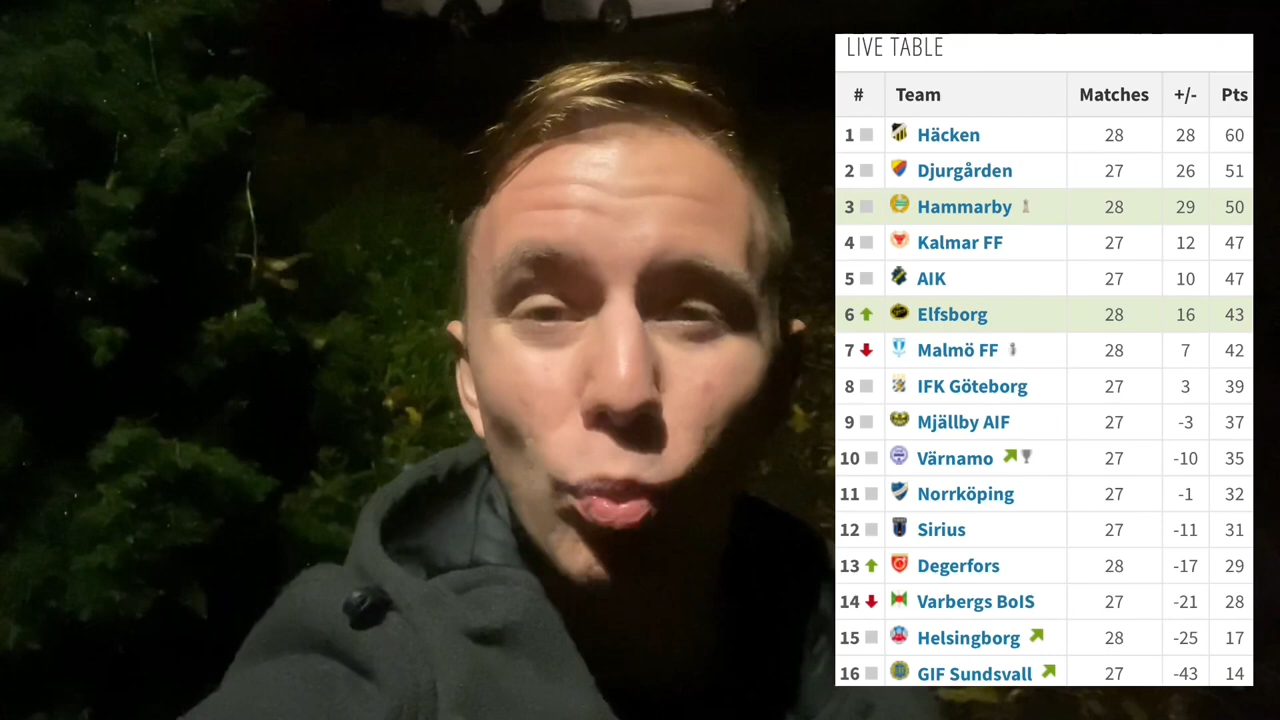 LIVE TABLE
# Team Matches +/- Pts
1 Häcken 28 28 60
2 Djurgården 27 26 51
3 Hammarby 28 29 50
4 Kalmar FF 27 12 47
5 AIK 27 10 47
6 Elfsborg 28 16 43
7 Malmö FF 28 7 42
8 IFK Göteborg 27 3 39
9 Mjällby AIF 27 -3 37
10 Värnamo 27 -10 35
11 Norrköping 27 -1 32
12 Sirius 27 -11 31
13 Degerfors 28 -17 29
14 Varbergs BoIS 27 -21 28
15 Helsingborg 28 -25 17
16 GIF Sundsvall 27 -43 14